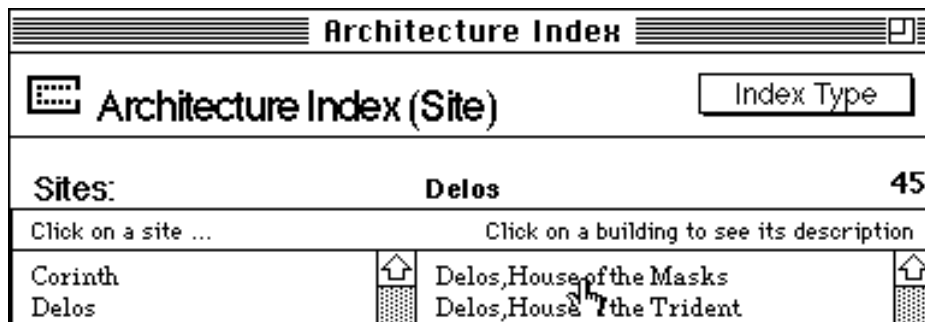 Architecture Index
Architecture Index (Site)
Index Type
Sites:
Delos
45
Click on a site ...
Click on a building to see its description
Corinth
Delos, House of the Masks
Delos
Delos, House the Trident